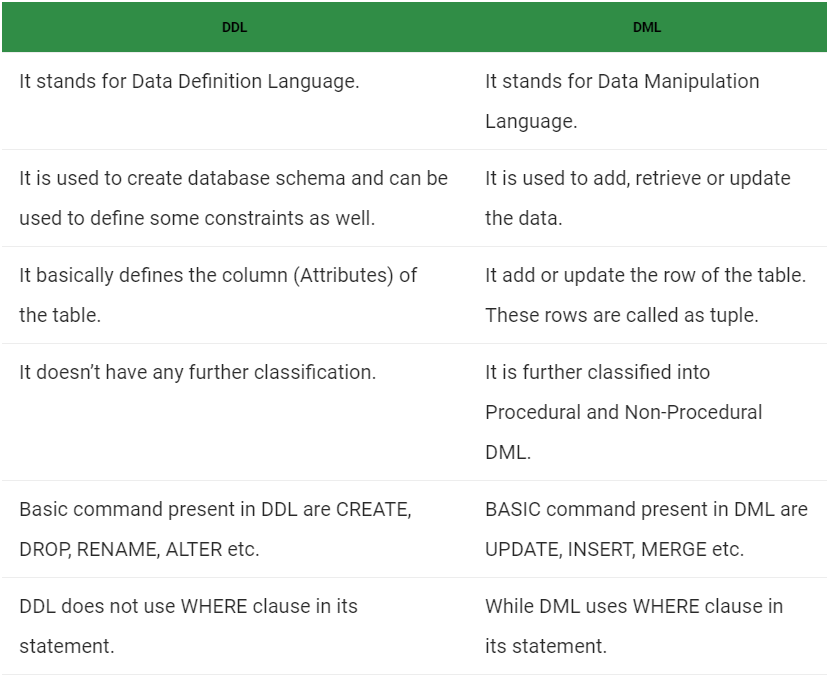 DDL
DML
It stands for Data Definition Language.
It stands for Data Manipulation
Language.
It is used to create database schema and can be
used to define some constraints as well.
It is used to add, retrieve or update
the data.
It basically defines the column (Attributes) of
the table.
It add or update the row of the table.
These rows are called as tuple.
It doesn’t have any further classification.
It is further classified into
Procedural and Non-Procedural
DML.
Basic command present in DDL are CREATE,
DROP, RENAME, ALTER etc.
BASIC command present in DML are
UPDATE, INSERT, MERGE etc.
DDL does not use WHERE clause in its
statement.
While DML uses WHERE clause in
its statement.